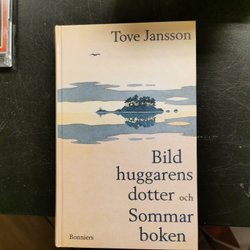 Tove Jansson
Bild
huggarens
dotter och
Sommar
boken
Bonniers